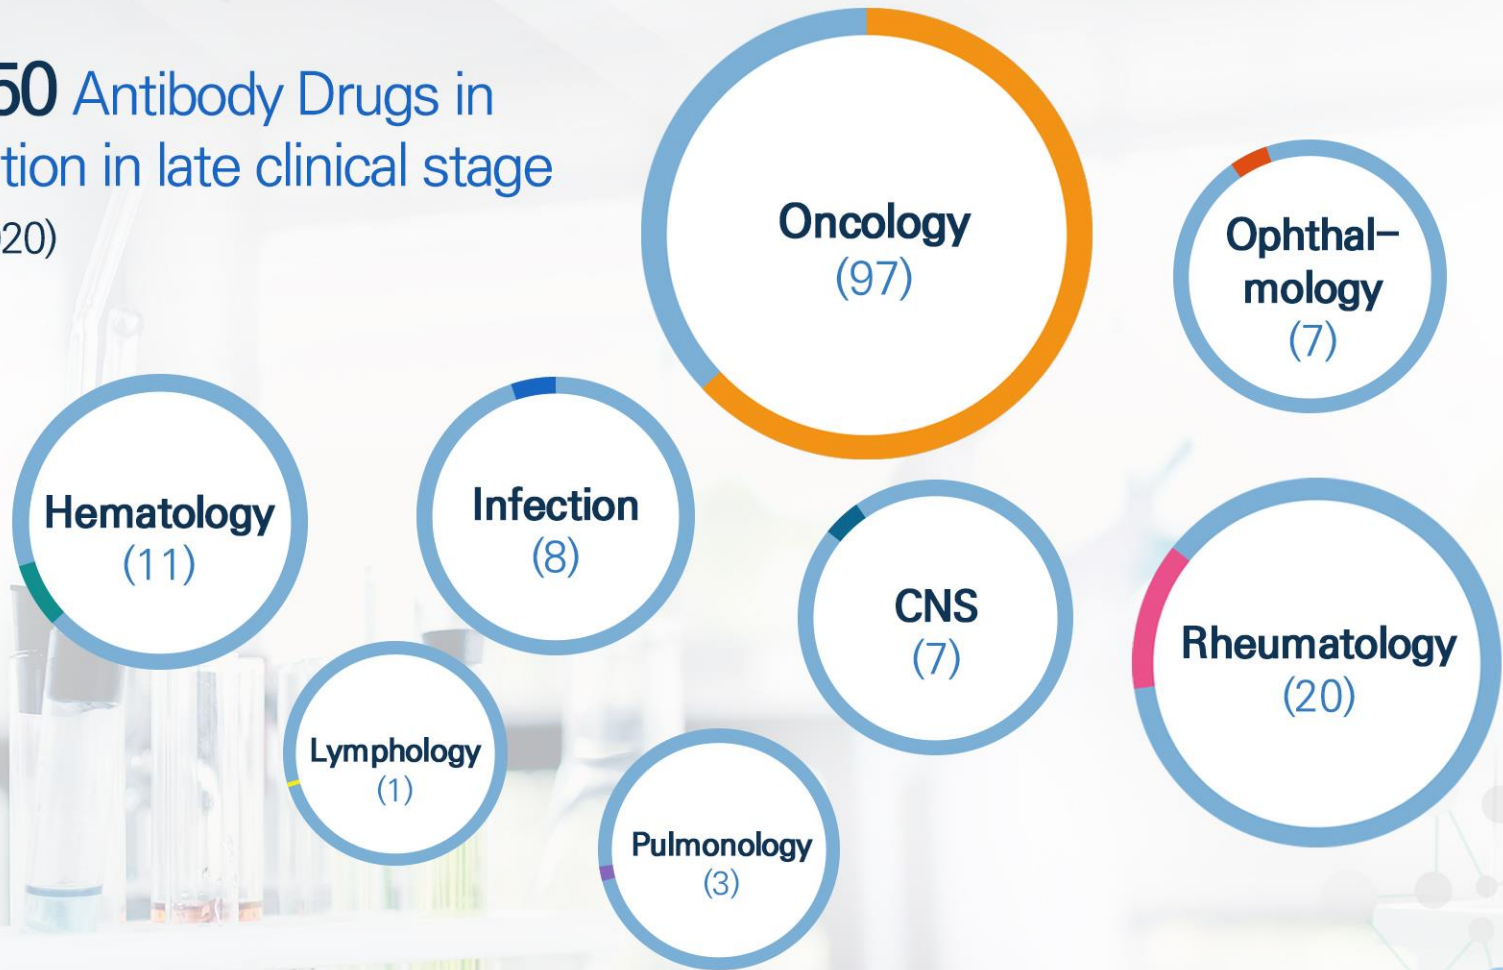 50 Antibody Drugs in
tion in late clinical stage
20)
Oncology
(97)
Ophthal–
mology
(7)
Hematology
(11)
Infection
(8)
CNS
(7)
Rheumatology
(20)
Lymphology
(1)
Pulmonology
(3)